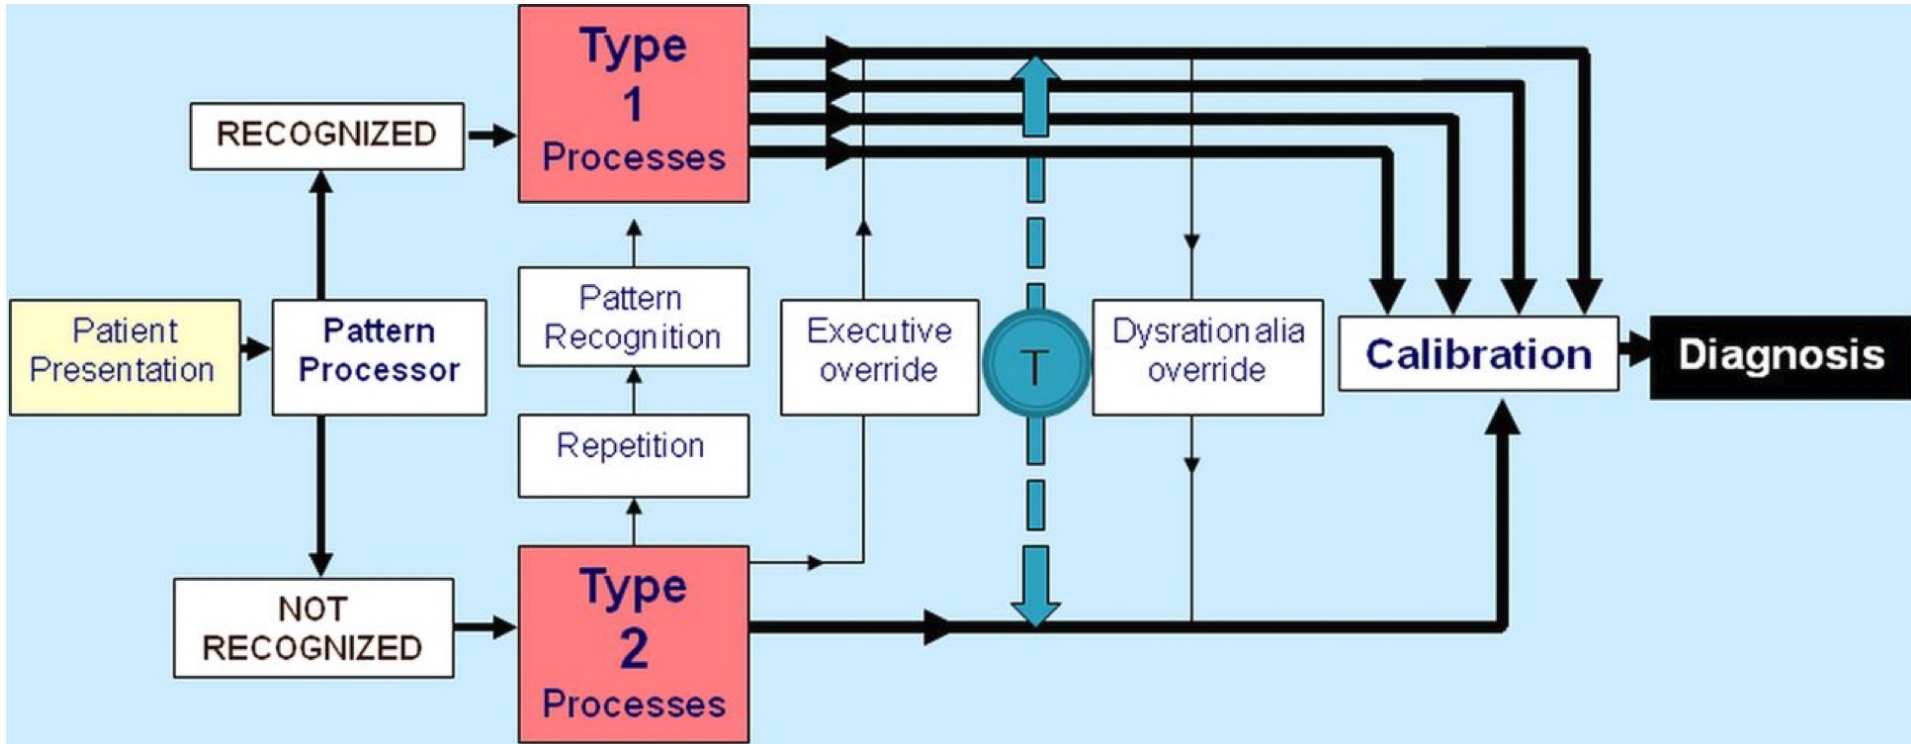 Type
1
Processes
RECOGNIZED
Patient
Presentation
Pattern
Processor
Pattern
Recognition
Repetition
Executive
override
T
Dysrationalia
override
Calibration
Diagnosis
NOT
RECOGNIZED
Type
2
Processes